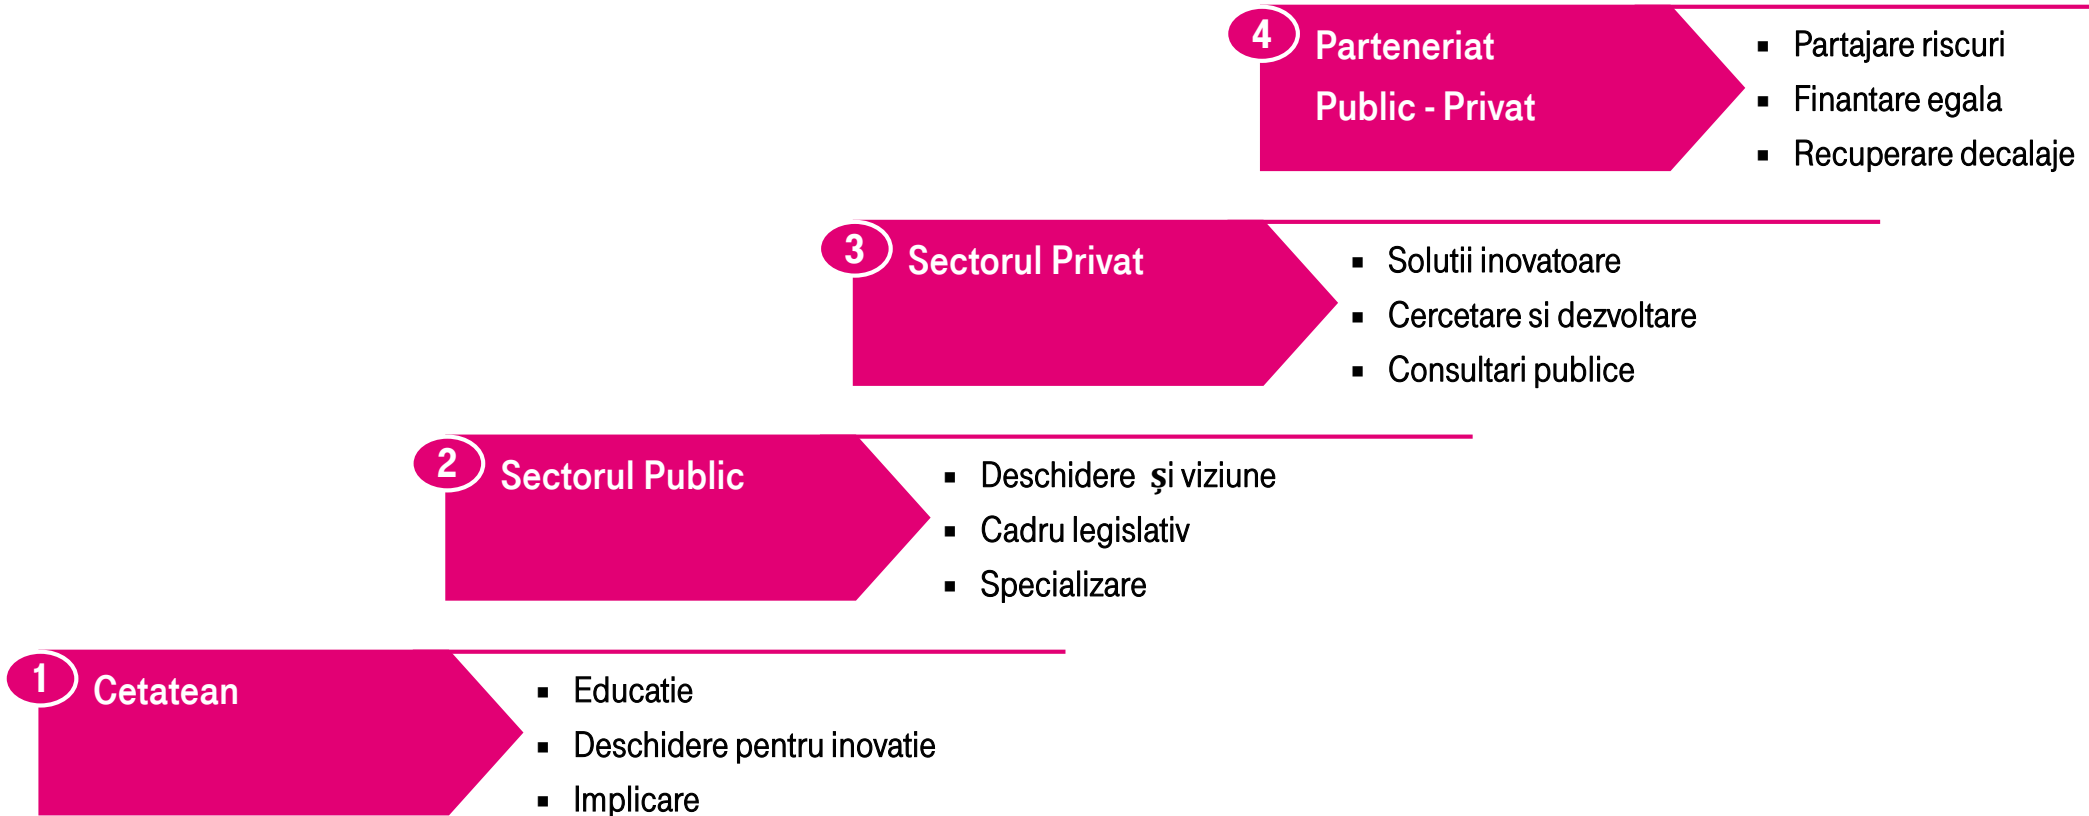 4 Parteneriat
Public - Privat
▪ Partajare riscuri
▪ Finantare egala
▪ Recuperare decalaje
3 Sectorul Privat
▪ Solutii inovatoare
▪ Cercetare si dezvoltare
▪ Consultari publice
2 Sectorul Public
▪ Deschidere și viziune
▪ Cadru legislativ
▪ Specializare
1 Cetatean
▪ Educatie
▪ Deschidere pentru inovatie
▪ Implicare